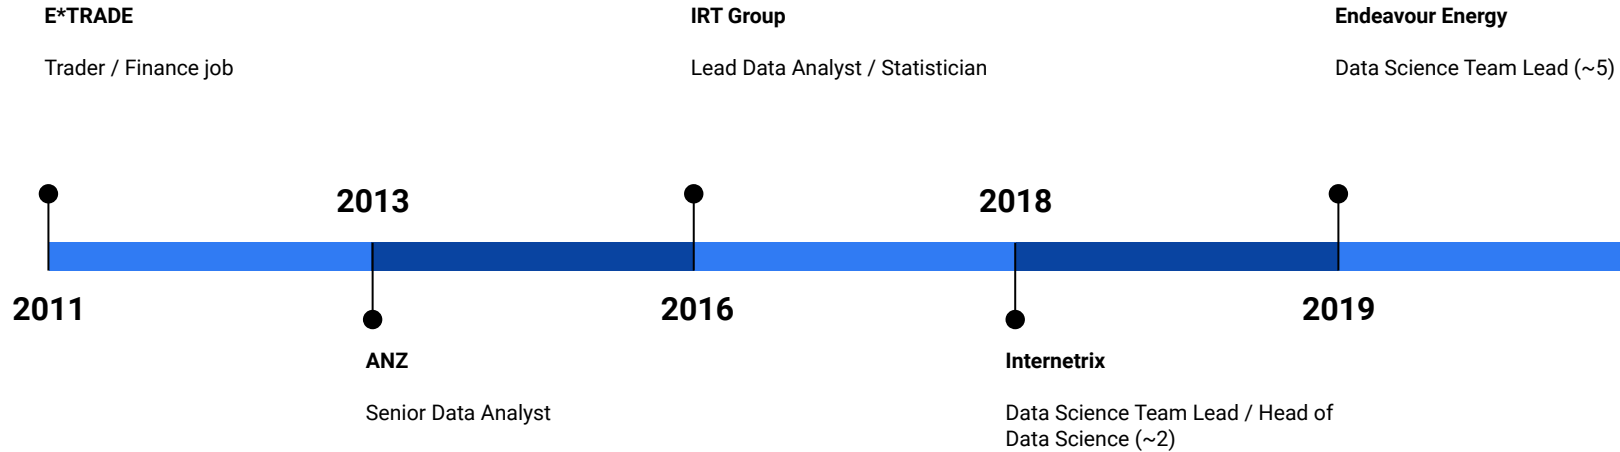 E*TRADE
Trader / Finance job
IRT Group
Lead Data Analyst / Statistician
Endeavour Energy
Data Science Team Lead (~5)
2013
2018
2011
2016
2019
ANZ
Senior Data Analyst
Internetrix
Data Science Team Lead / Head of
Data Science (~2)